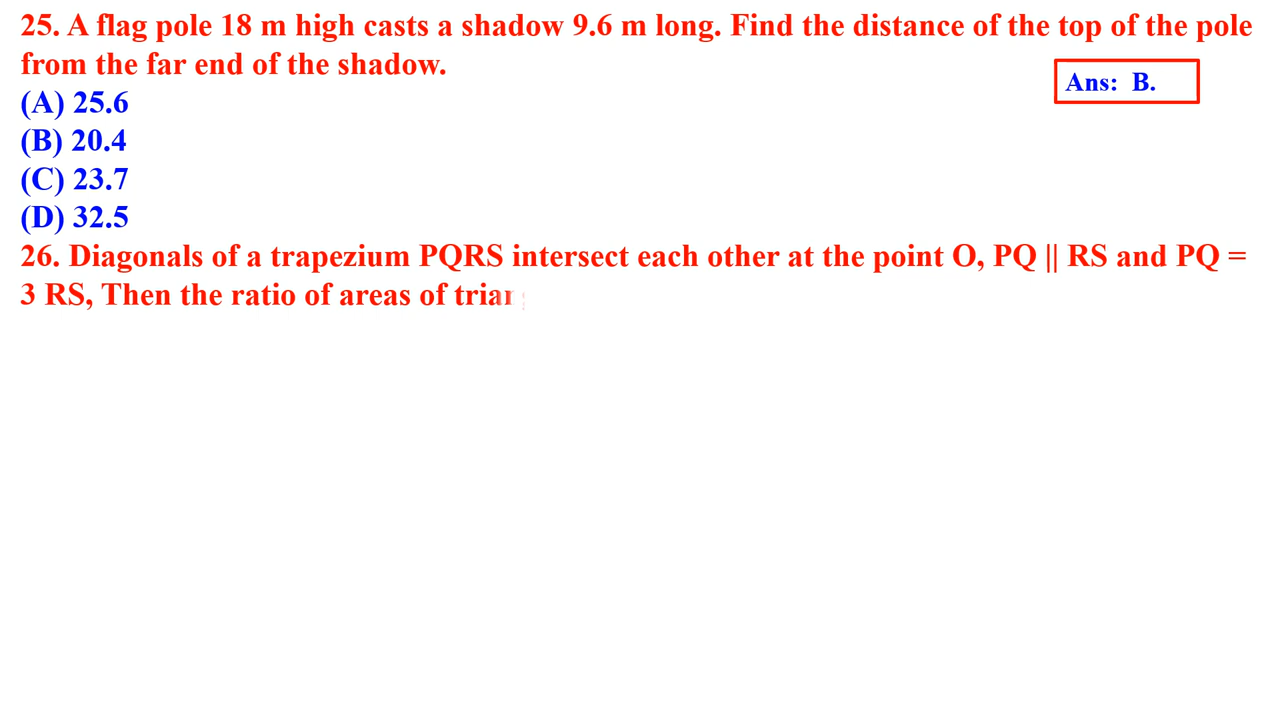 25. A flag pole 18 m high casts a shadow 9.6 m long. Find the distance of the top of the pole
from the far end of the shadow.
Ans: B.
(A) 25.6
(B) 20.4
(C) 23.7
(D) 32.5
26. Diagonals of a trapezium PQRS intersect each other at the point O, PQ || RS and PQ =
3 RS, Then the ratio of areas of trian